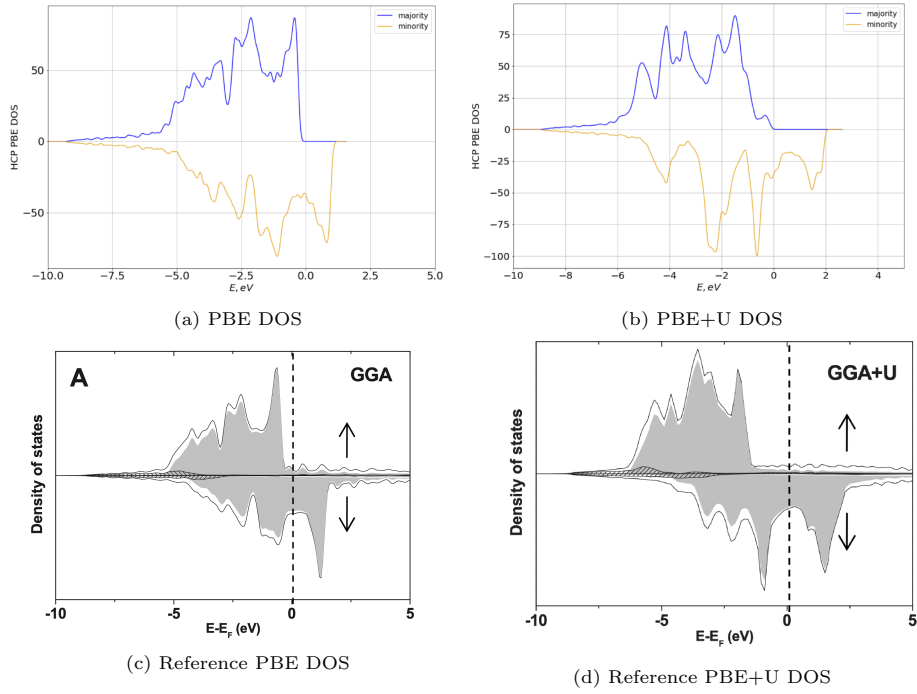 majority
minority
HCP PBE DOS
50
0
−50
−10.0 −7.5 −5.0 −2.5 0.0 2.5 5.0
E, eV
(a) PBE DOS
majority
minority
HCP PBE DOS
75
50
25
0
−25
−50
−75
−100
−10 −8 −6 −4 −2 0 2 4
E, eV
(b) PBE+U DOS
A GGA
Density of states
-10 -5 0 5
E-EF (eV)
(c) Reference PBE DOS
GGA+U
Density of states
-10 -5 0 5
E-EF (eV)
(d) Reference PBE+U DOS